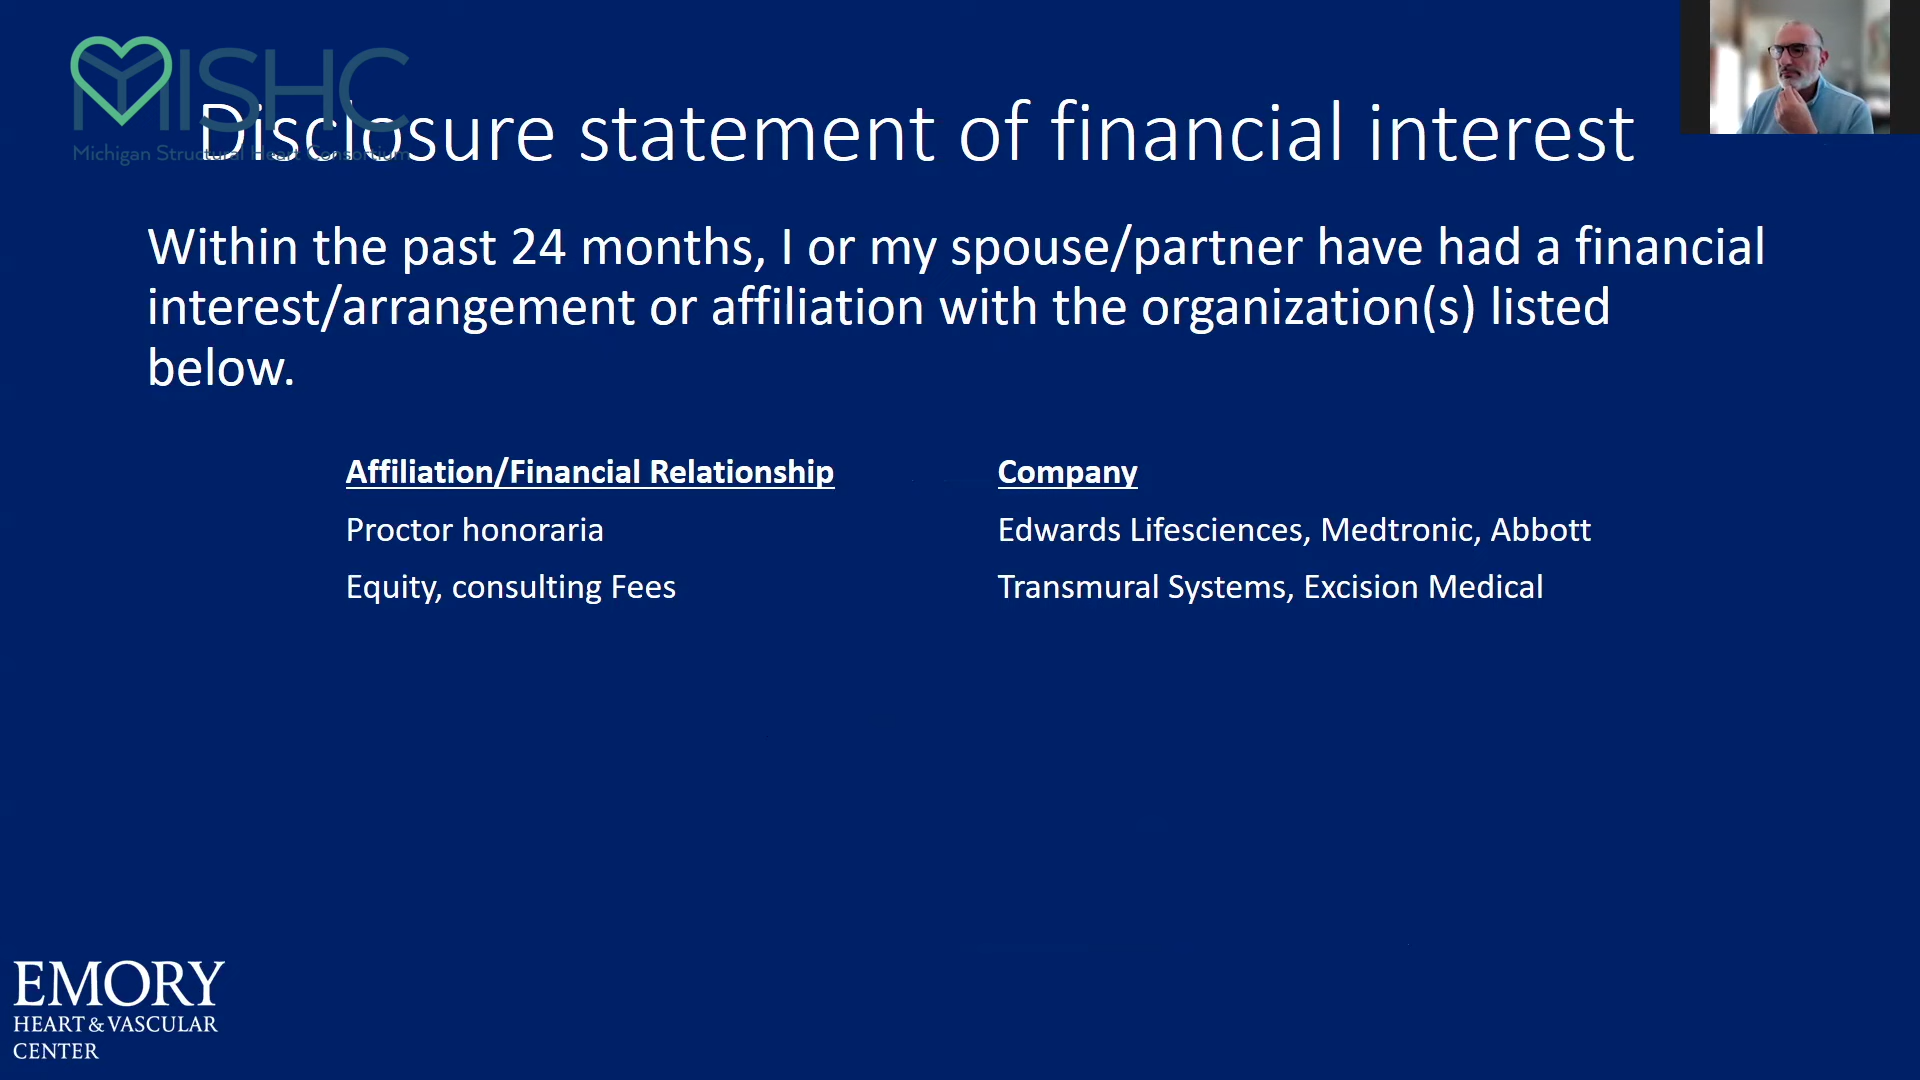 MISHC
Michigan Structural Heart Consortium
Disclosure statement of financial interest
Within the past 24 months, I or my spouse/partner have had a financial
interest/arrangement or affiliation with the organization(s) listed
below.
Affiliation/Financial Relationship Company
Proctor honoraria Edwards Lifesciences, Medtronic, Abbott
Equity, consulting Fees Transmural Systems, Excision Medical
EMORY
HEART & VASCULAR
CENTER